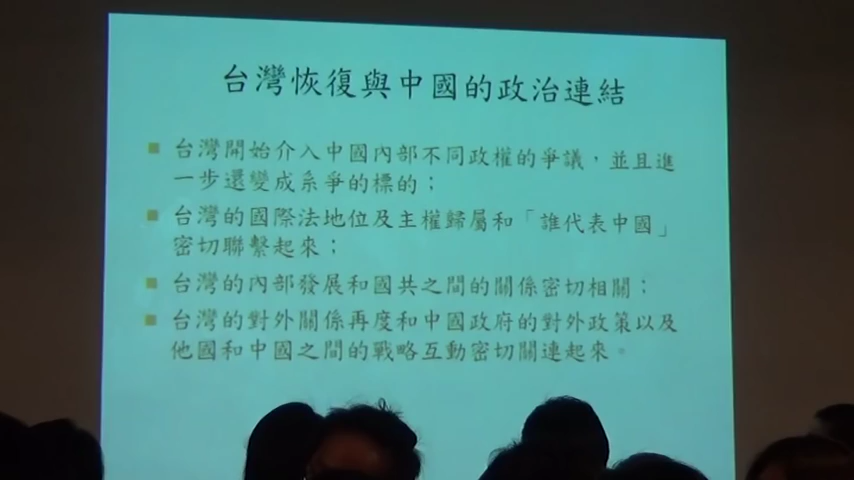 台灣恢復與中國的政治連結
■ 台灣開始介入中國內部不同政權的爭議，並且進
一步還變成系爭的標的；
■ 台灣的國際法地位及主權歸屬和「誰代表中國」
密切聯繫起來；
■ 台灣的內部發展和國共之間的關係密切相關；
■ 台灣的對外關係再度和中國政府的對外政策以及
他國和中國之間的戰略互動密切關連起來。